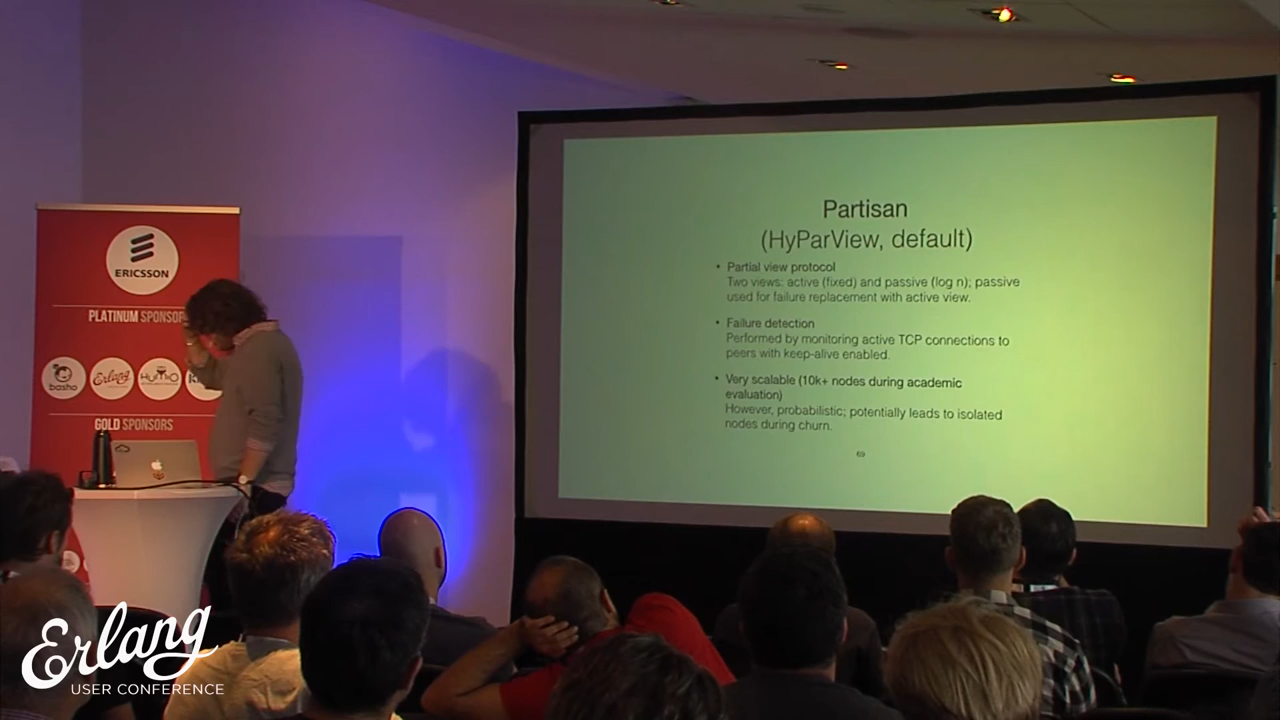 ERICSSON
PLATINUM SPONSOR
basho
Erlang
HUMIO
GOLD SPONSORS
Partisan
(HyParView, default)
• Partial view protocol
Two views: active (fixed) and passive (log n); passive
used for failure replacement with active view.
• Failure detection
Performed by monitoring active TCP connections to
peers with keep-alive enabled.
• Very scalable (10k+ nodes during academic
evaluation)
However, probabilistic; potentially leads to isolated
nodes during churn.
Erlang
USER CONFERENCE